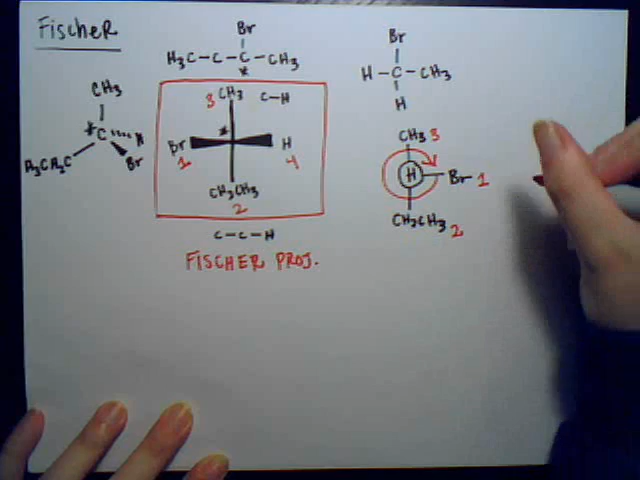 Fischer
Br
H₃C-C-C-CH₃
*
CH₃
*C
H
Br
H₃CH₂C
3 CH₃ C-H
*
Br H
1 4
CH₂CH₃
2
C-C-H
FISCHER PROJ.
Br
H-C-CH₃
H
CH₃ 3
H Br 1
CH₂CH₃ 2